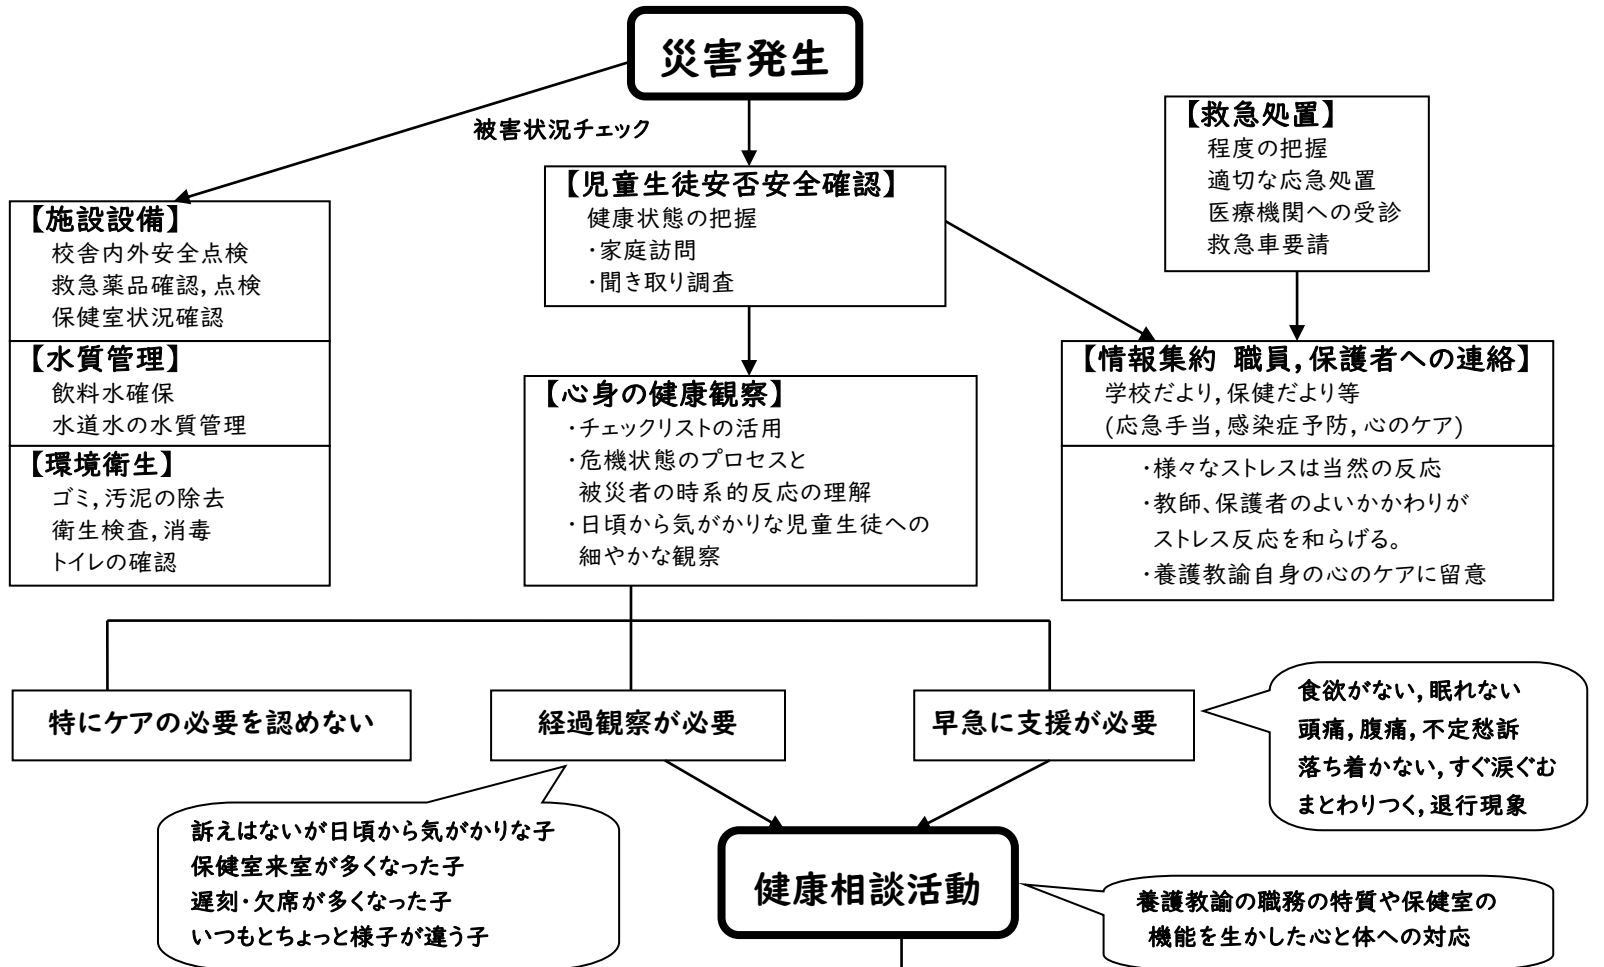 災害発生
被害状況チェック
【救急処置】
程度の把握
適切な応急処置
医療機関への受診
救急車要請
【児童生徒安否安全確認】
健康状態の把握
・家庭訪問
・聞き取り調査
【施設設備】
校舎内外安全点検
救急薬品確認,点検
保健室状況確認
【水質管理】
飲料水確保
水道水の水質管理
【環境衛生】
ゴミ,汚泥の除去
衛生検査,消毒
トイレの確認
【心身の健康観察】
・チェックリストの活用
・危機状態のプロセスと
被災者の時系的反応の理解
・日頃から気がかりな児童生徒への
細やかな観察
【情報集約 職員,保護者への連絡】
学校だより,保健だより等
(応急手当,感染症予防,心のケア)
・様々なストレスは当然の反応
・教師、保護者のよいかかわりが
ストレス反応を和らげる。
・養護教諭自身の心のケアに留意
特にケアの必要を認めない
経過観察が必要
早急に支援が必要
食欲がない,眠れない
頭痛,腹痛,不定愁訴
落ち着かない,すぐ涙ぐむ
まとわりつく,退行現象
訴えはないが日頃から気がかりな子
保健室来室が多くなった子
遅刻・欠席が多くなった子
いつもとちょっと様子が違う子
健康相談活動
養護教諭の職務の特質や保健室の
機能を生かした心と体への対応